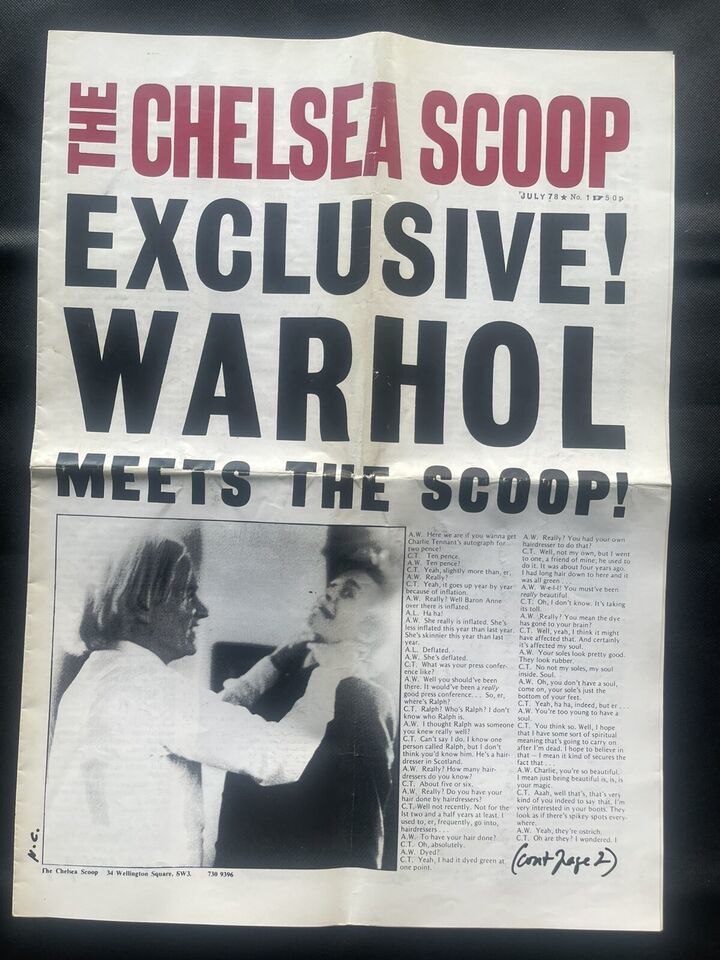 THE CHELSEA SCOOP
JULY 78 ★ No. 1 50p
EXCLUSIVE!
WARHOL
MEETS THE SCOOP!
A.W. Here we are if you wanna get
Charlie Tennant's autograph for
two pence!
C.T. Ten pence.
A.W. Ten pence?
C.T. Yeah, slightly more than, er,
A.W. Really?
C.T. Yeah, it goes up year by year
because of inflation.
A.W. Really? Well Baron Anne
over there is inflated.
A.L. Ha ha!
A.W. She really is inflated. She's
less inflated this year than last year.
She's skinnier this year than last
year.
A.L. Deflated.
A.W. She's deflated.
C.T. What was your press confer-
ence like?
A.W. Well you should've been
there. It would've been a really
good press conference . . . So, er,
where's Ralph?
C.T. Ralph? Who's Ralph? I don't
know who Ralph is.
A.W. I thought Ralph was someone
you knew really well?
C.T. Can't say I do, I know one
person called Ralph, but I don't
think you'd know him. He's a hair-
dresser in Scotland.
A.W. Really? How many hair-
dressers do you know?
C.T. About five or six.
A.W. Really? Do you have your
hair done by hairdressers?
C.T. Well not recently. Not for the
1st two and a half years at least. I
used to, er, frequently, go into,
hairdressers . . .
A.W. To have your hair done?
C.T. Oh, absolutely.
A.W. Dyed?
C.T. Yeah, I had it dyed green at
one point.
A.W. Really? You had your own
hairdresser to do that?
C.T. Well, not my own, but I went
to one, a friend of mine; he used to
do it. It was about four years ago.
I had long hair down to here and it
was all green . . .
A.W. W-e-l-l! You must've been
really beautiful.
C.T. Oh, I don't know. It's taking
its toll.
A.W. Really? You mean the dye
has gone to your brain?
C.T. Well, yeah, I think it might
have affected that. And certainly
it's affected my soul.
A.W. Your soles look pretty good.
They look rubber.
C.T. No not my soles, my soul
inside. Soul.
A.W. Oh, you don't have a soul,
come on, your sole's just the
bottom of your feet.
C.T. Yeah, ha ha, indeed, but er . . .
A.W. You're too young to have a
soul.
C.T. You think so. Well, I hope
that I have some sort of spiritual
meaning that's going to carry on
after I'm dead. I hope to believe in
that — I mean it kind of secures the
fact that . . .
A.W. Charlie, you're so beautiful.
I mean just being beautiful is, is, is
your magic.
C.T. Aaah, well that's, that's very
kind of you indeed to say that. I'm
very interested in your boots. They
look as if there's spikey spots every-
where.
A.W. Yeah, they're ostrich.
C.T. Oh are they? I wondered. I
(cont page 2)
P.C.
The Chelsea Scoop 34 Wellington Square, SW3. 730 9396